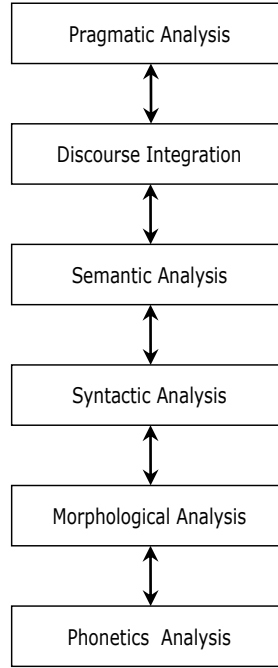 Pragmatic Analysis
Discourse Integration
Semantic Analysis
Syntactic Analysis
Morphological Analysis
Phonetics Analysis